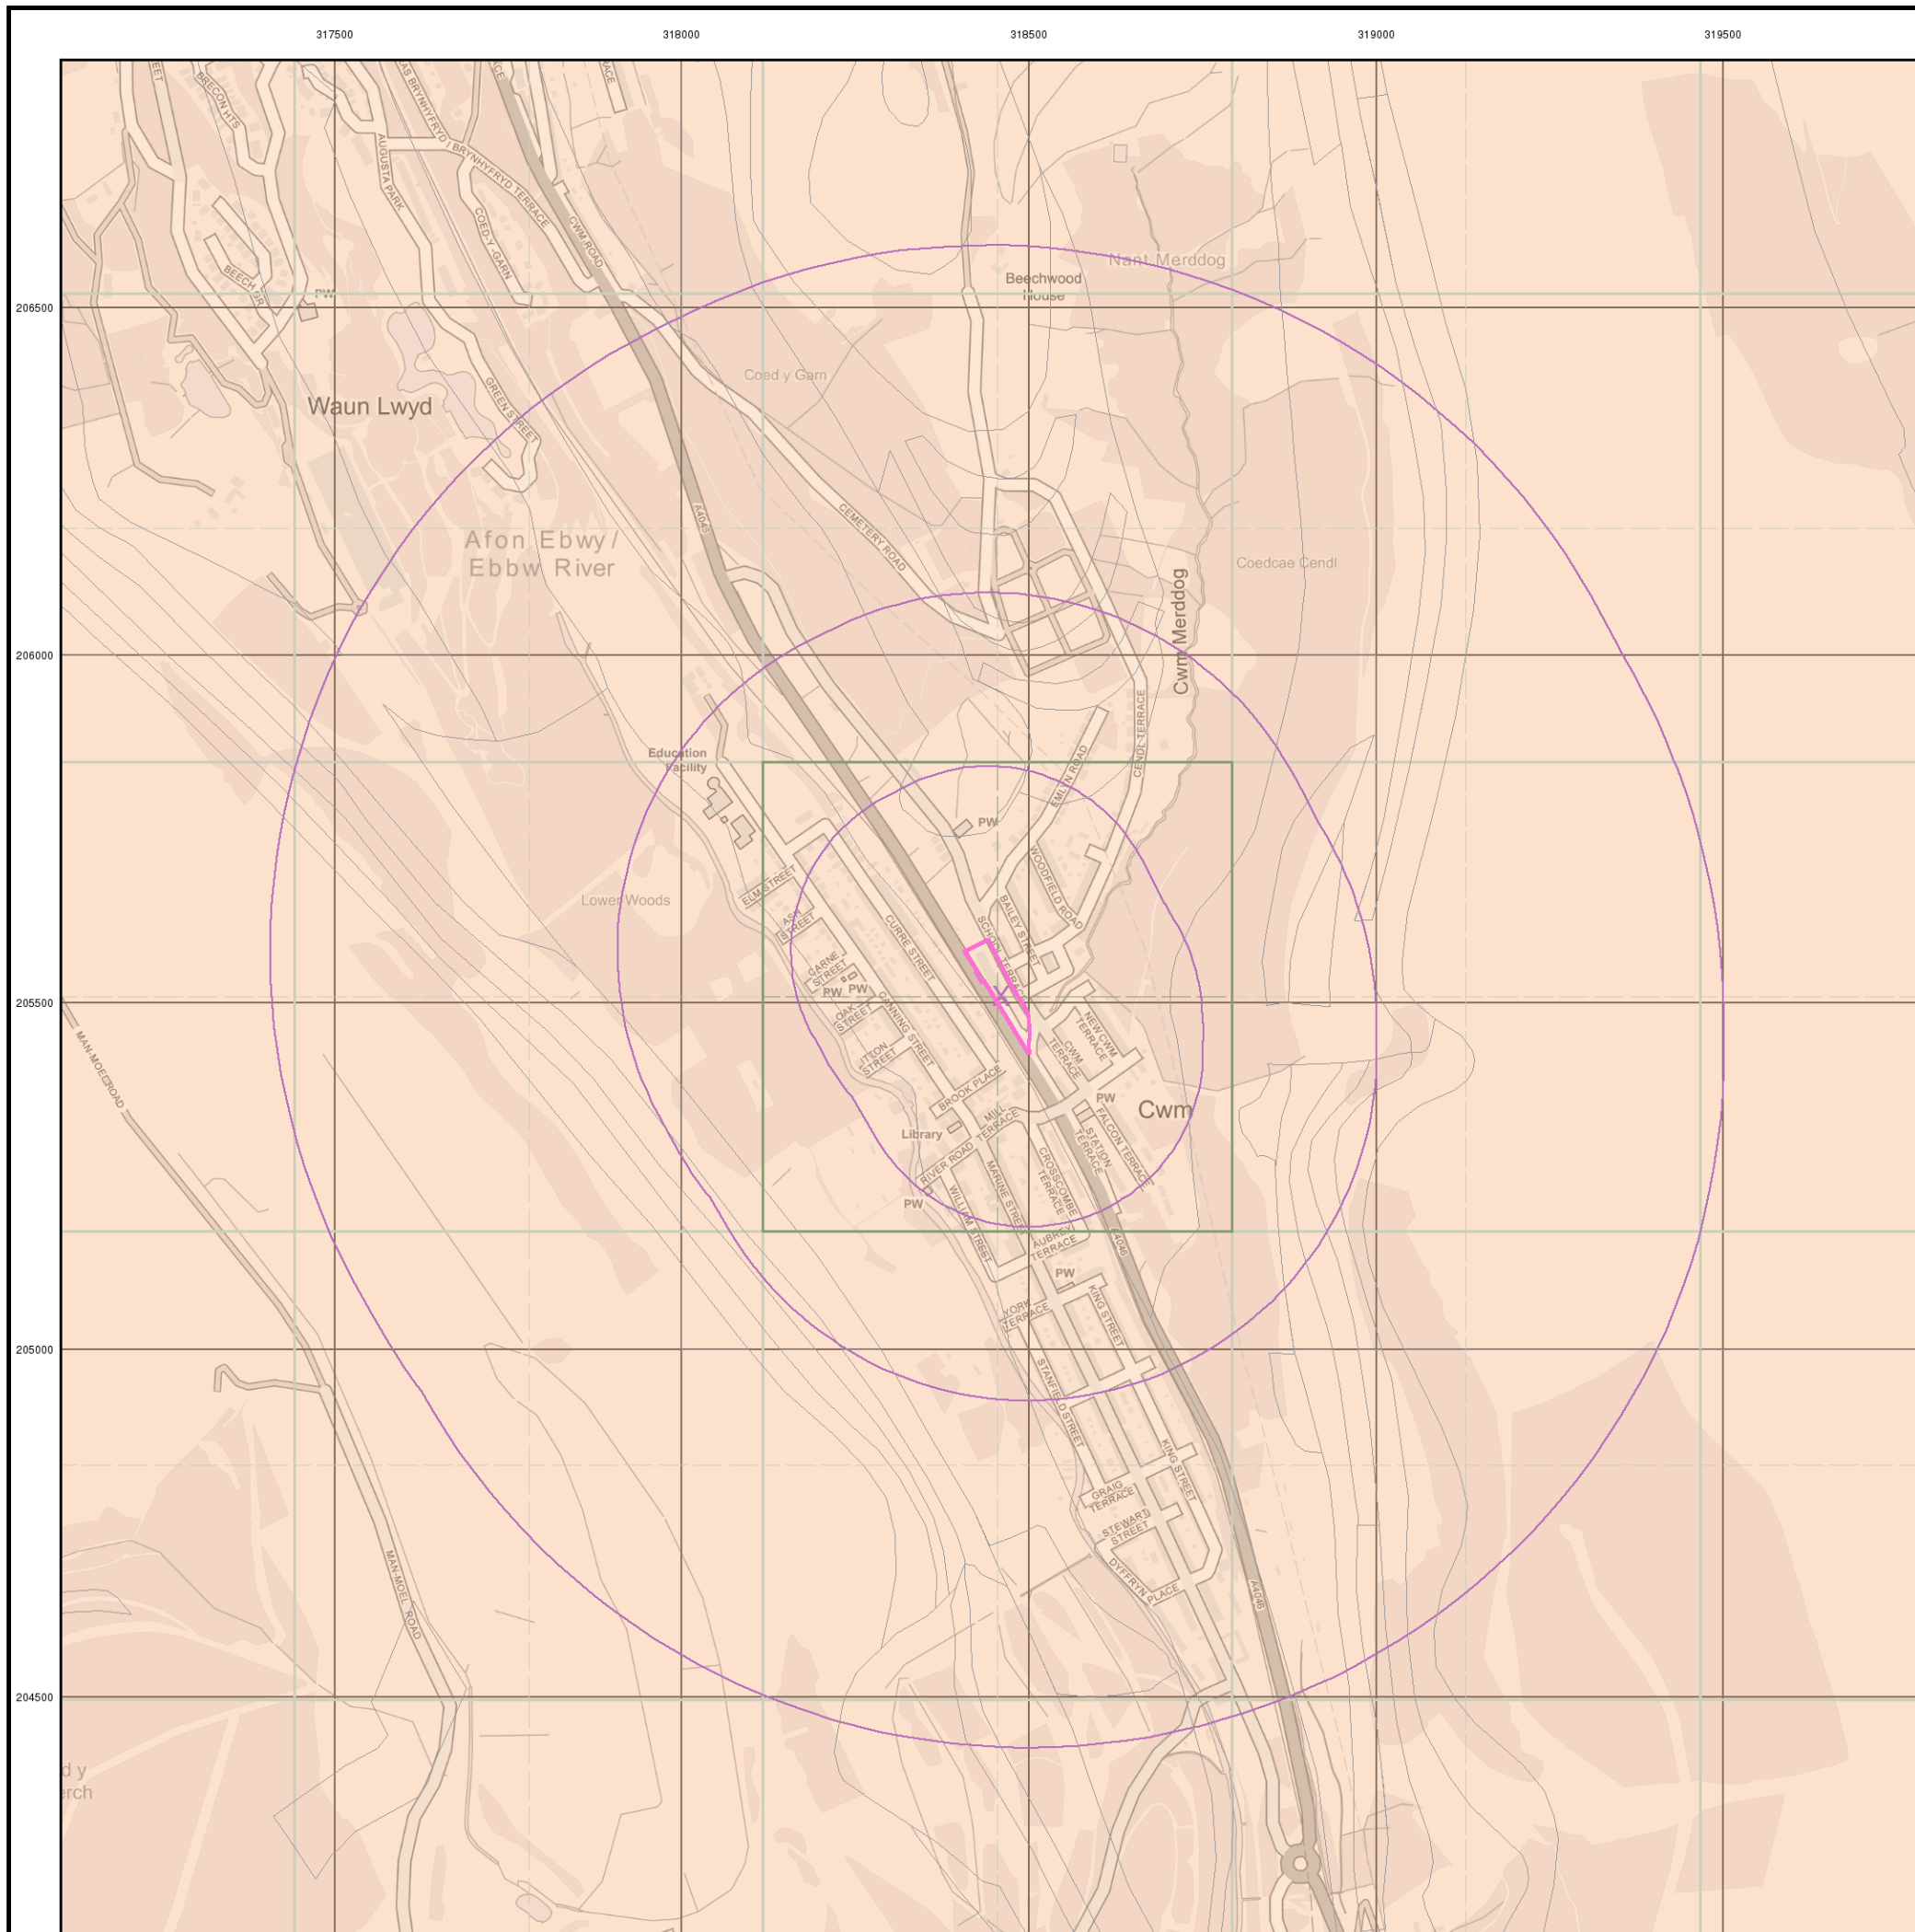 317500 318000 318500 319000 319500
BRECON HTS
AUGUSTA PARK
BRYNHYFRYD TERRACE
COED-Y-GARN
CWM ROAD
BEECH GR
PW
Beechwood
House
Nant Merddog
206500
Coed y Garn
Waun Lwyd
GREEN STREET
A4046
CEMETERY ROAD
Afon Ebwy/
Ebbw River
Coedcae Cendl
Cwm Merddog
206000
CENDL TERRACE
EMLYN ROAD
Education
Facility
PW
WOODFIELD ROAD
BAILEY STREET
SCHOOL TERRACE
ELM STREET
Lower Woods
ASH
STREET
CURRE STREET
CARNE
STREET
PW
PW
OAK
STREET
CANNING STREET
205500
X
NEW CWM
TERRACE
CWM
TERRACE
STREET
BROOK PLACE
MILL
TERRACE
PW
Cwm
MAN-MOEL ROAD
Library
FALCON TERRACE
STATION
TERRACE
RIVER ROAD
CROSSCOMBE
TERRACE
MARINE STREET
WILLIAM STREET
PW
TERRACE
A4046
PW
KING STREET
YORK
TERRACE
205000
STANFIELD STREET
KING STREET
GRAIG
TERRACE
STEWART
STREET
DYFFRYN PLACE
A4046
MAN-MOEL ROAD
204500
d y
erch